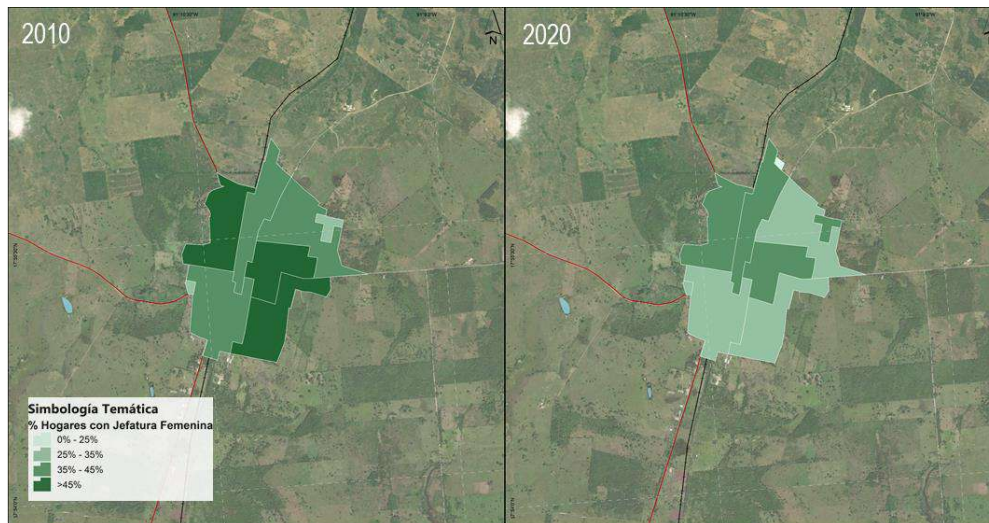 2010
N
2020
Simbología Temática
% Hogares con Jefatura Femenina
0% - 25%
25% - 35%
35% - 45%
>45%